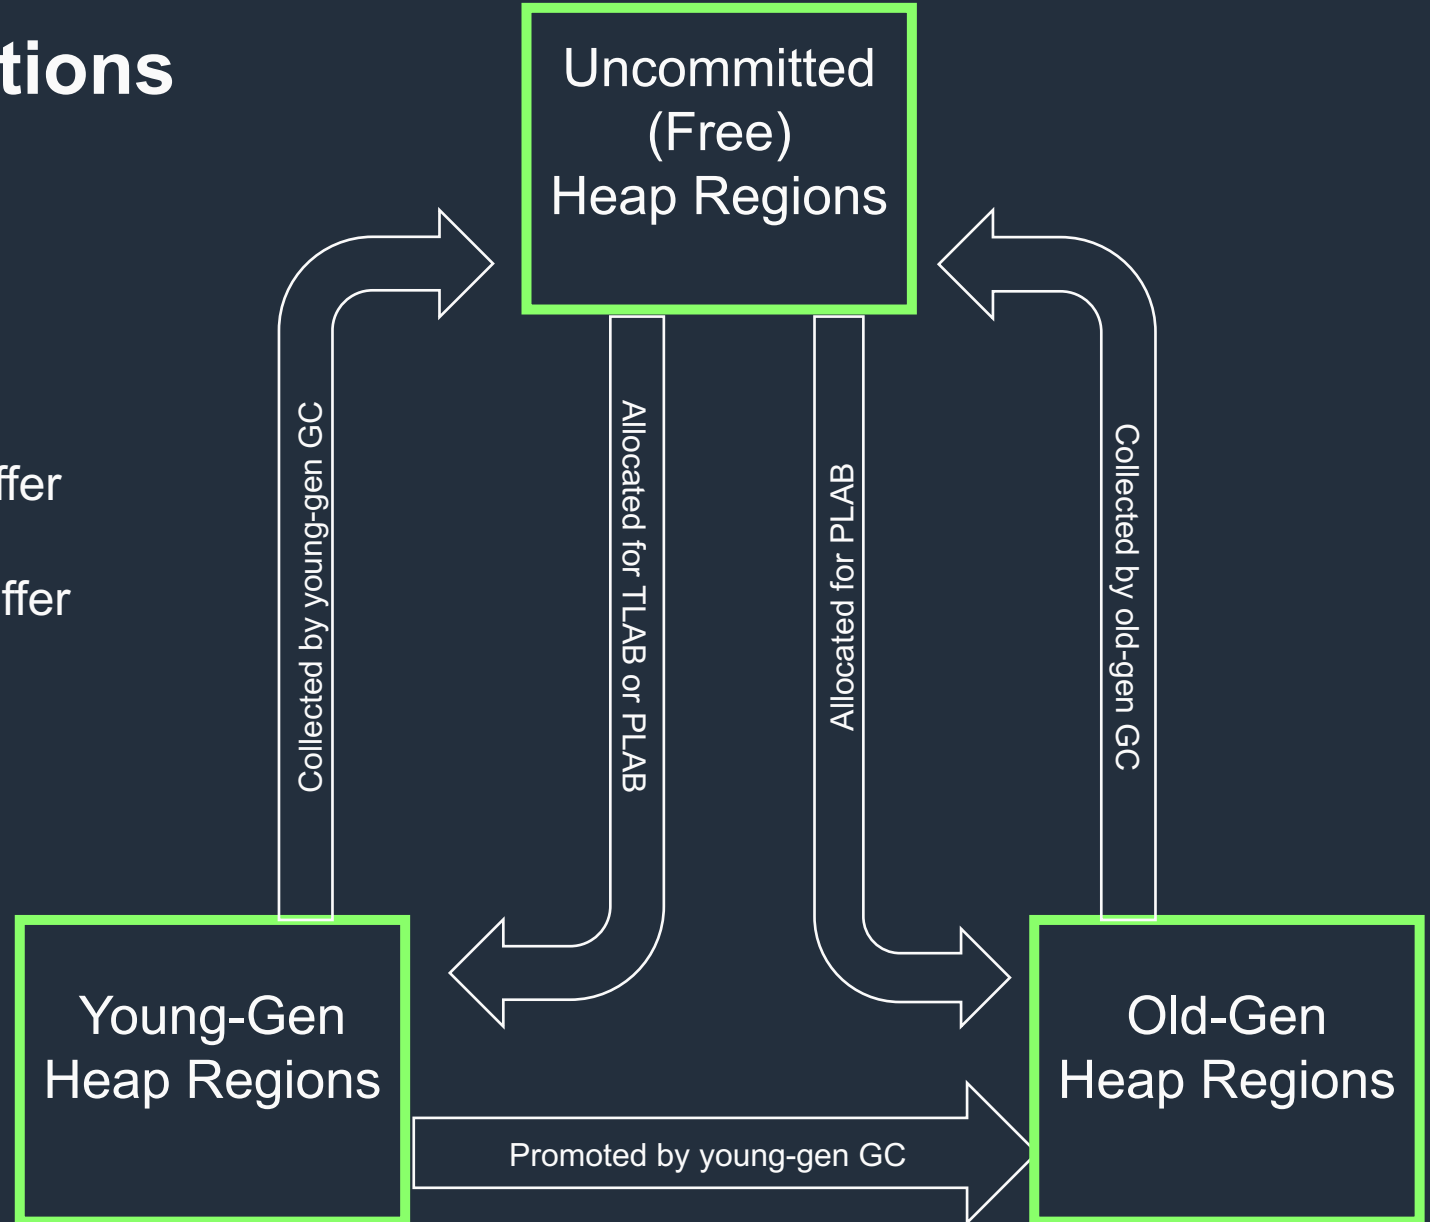 tions
Uncommitted
(Free)
Heap Regions
ffer
ffer
Collected by young-gen GC
Allocated for TLAB or PLAB
Allocated for PLAB
Collected by old-gen GC
Young-Gen
Heap Regions
Old-Gen
Heap Regions
Promoted by young-gen GC